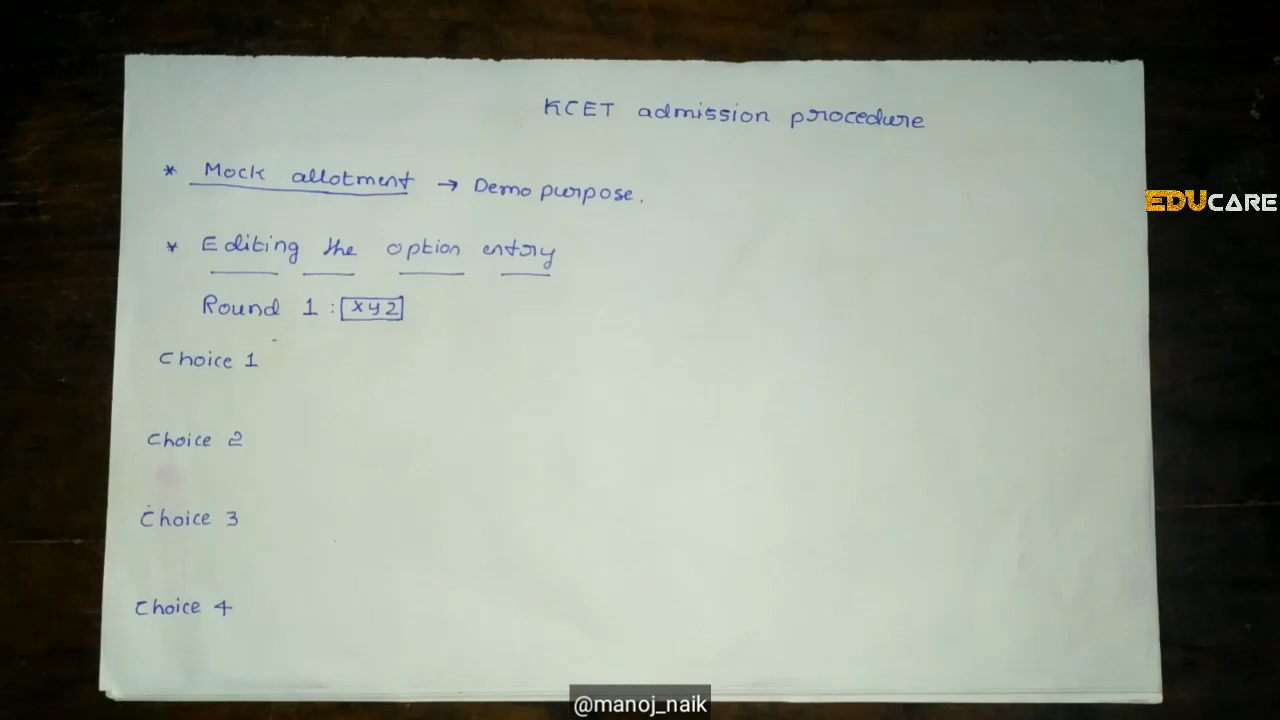 KCET admission procedure
* Mock allotment → Demo purpose.
EDUCARE
* Editing the option entry
Round 1 : xyz
Choice 1
Choice 2
Choice 3
Choice 4
@manoj_naik